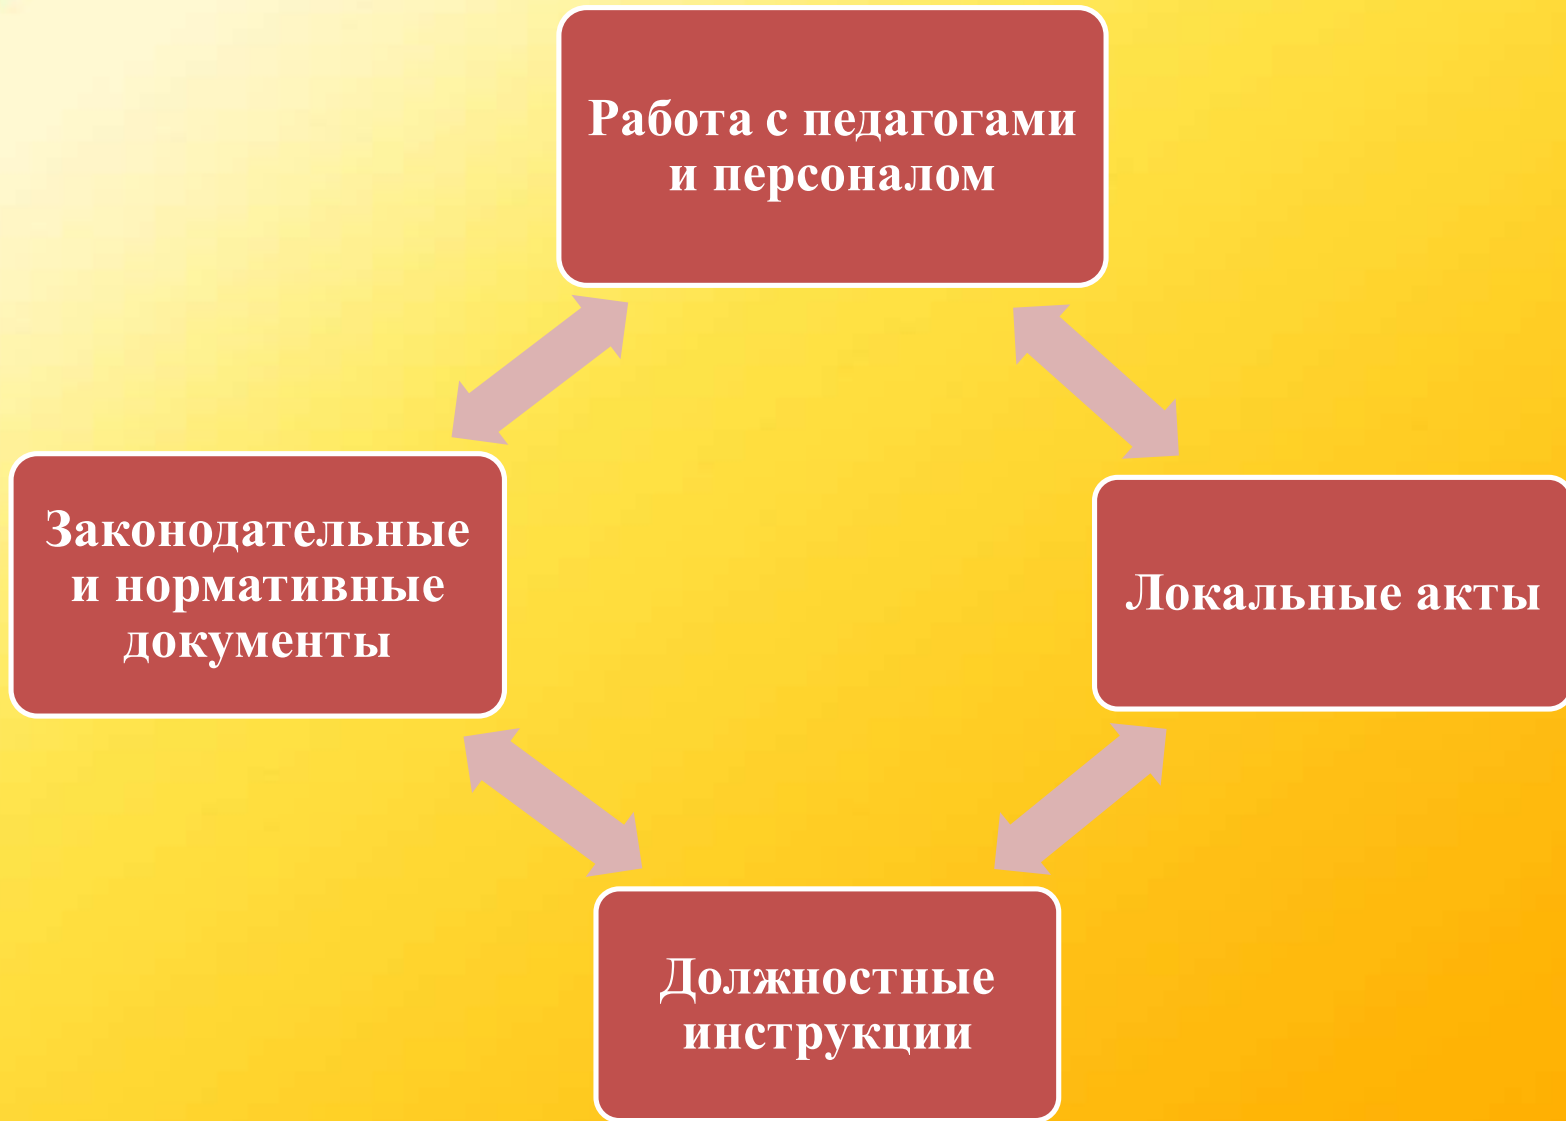 Работа с педагогами
и персоналом
Законодательные
и нормативные
документы
Локальные акты
Должностные
инструкции